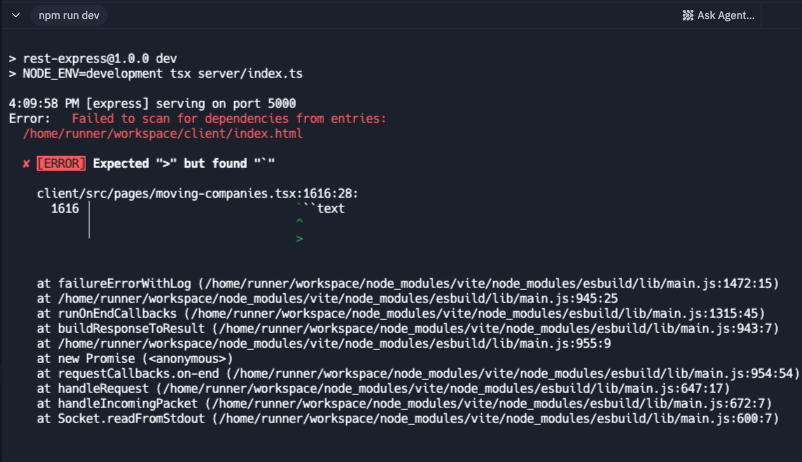 npm run dev
Ask Agent...
> rest-express@1.0.0 dev
> NODE_ENV=development tsx server/index.ts
4:09:58 PM [express] serving on port 5000
Error:   Failed to scan for dependencies from entries:
/home/runner/workspace/client/index.html
✘ [ERROR] Expected ">" but found "`"
client/src/pages/moving-companies.tsx:1616:28:
1616 │ ```text
^
>
at failureErrorWithLog (/home/runner/workspace/node_modules/vite/node_modules/esbuild/lib/main.js:1472:15)
at /home/runner/workspace/node_modules/vite/node_modules/esbuild/lib/main.js:945:25
at runOnEndCallbacks (/home/runner/workspace/node_modules/vite/node_modules/esbuild/lib/main.js:1315:45)
at buildResponseToResult (/home/runner/workspace/node_modules/vite/node_modules/esbuild/lib/main.js:943:7)
at /home/runner/workspace/node_modules/vite/node_modules/esbuild/lib/main.js:955:9
at new Promise (<anonymous>)
at requestCallbacks.on-end (/home/runner/workspace/node_modules/vite/node_modules/esbuild/lib/main.js:954:54)
at handleRequest (/home/runner/workspace/node_modules/vite/node_modules/esbuild/lib/main.js:647:17)
at handleIncomingPacket (/home/runner/workspace/node_modules/vite/node_modules/esbuild/lib/main.js:672:7)
at Socket.readFromStdout (/home/runner/workspace/node_modules/vite/node_modules/esbuild/lib/main.js:600:7)